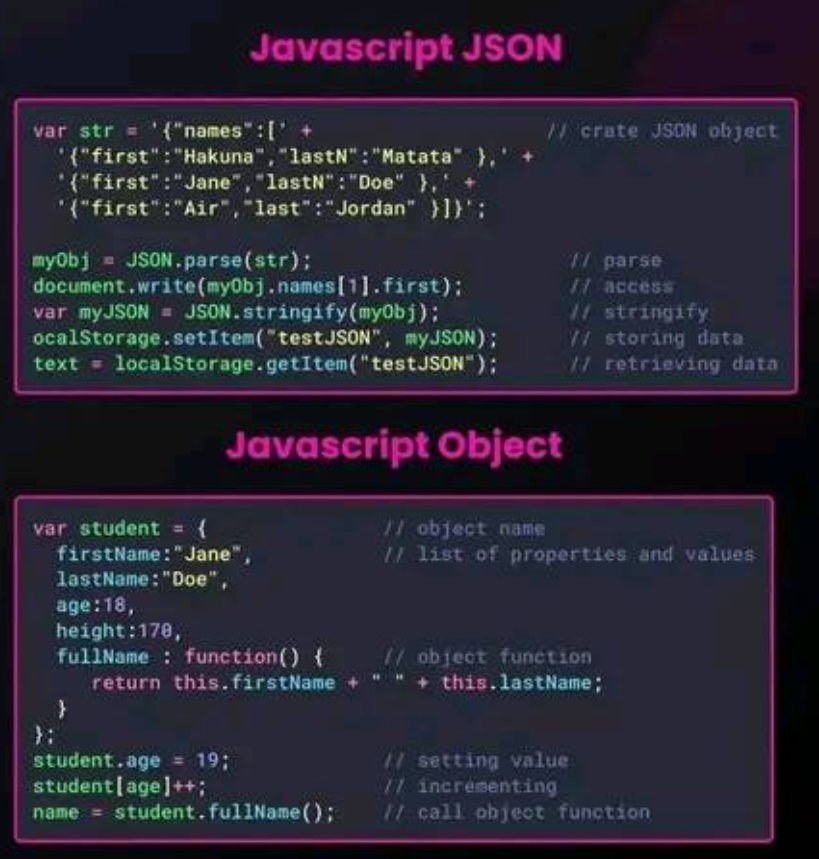 Javascript JSON
var str = '{"names":[' + // crate JSON object
'{"first":"Hakuna","lastN":"Matata" },' +
'{"first":"Jane","lastN":"Doe" },' +
'{"first":"Air","last":"Jordan" }]}';
myObj = JSON.parse(str); // parse
document.write(myObj.names[1].first); // access
var myJSON = JSON.stringify(myObj); // stringify
ocalStorage.setItem("testJSON", myJSON); // storing data
text = localStorage.getItem("testJSON"); // retrieving data
Javascript Object
var student = { // object name
firstName:"Jane", // list of properties and values
lastName:"Doe",
age:18,
height:170,
fullName : function() { // object function
return this.firstName + " " + this.lastName;
}
};
student.age = 19; // setting value
student[age]++; // incrementing
name = student.fullName(); // call object function